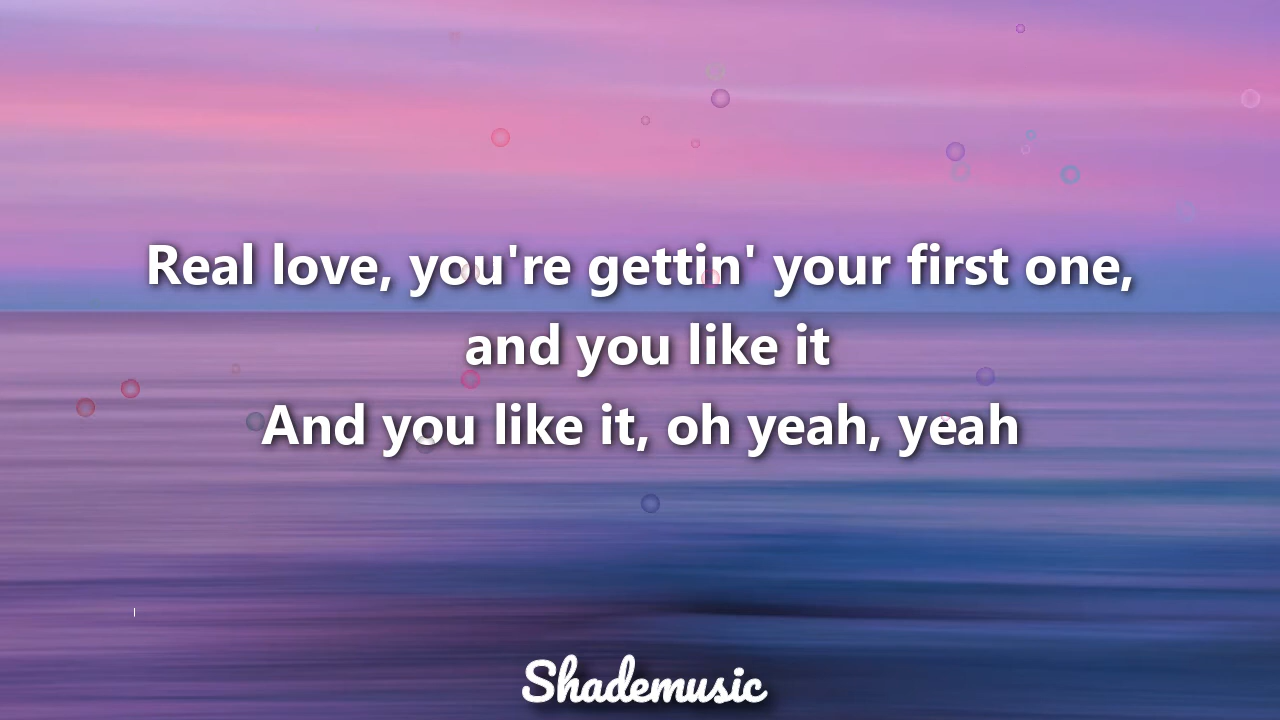 Real love, you're gettin' your first one,
and you like it
And you like it, oh yeah, yeah
Shademusic